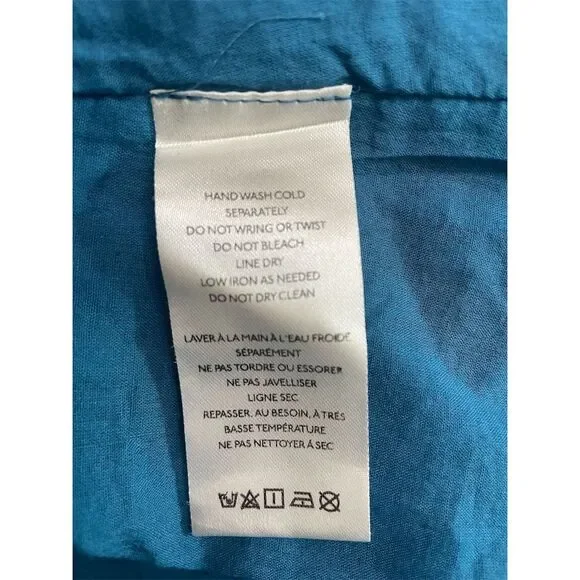 HAND WASH COLD
SEPARATELY
DO NOT WRING OR TWIST
DO NOT BLEACH
LINE DRY
LOW IRON AS NEEDED
DO NOT DRY CLEAN
LAVER À LA MAIN À L'EAU FROIDE
SÉPARÉMENT
NE PAS TORDRE OU ESSORER
NE PAS JAVELLISER
LIGNE SEC
REPASSER, AU BESOIN, À TRÈS
BASSE TEMPÉRATURE
NE PAS NETTOYER À SEC